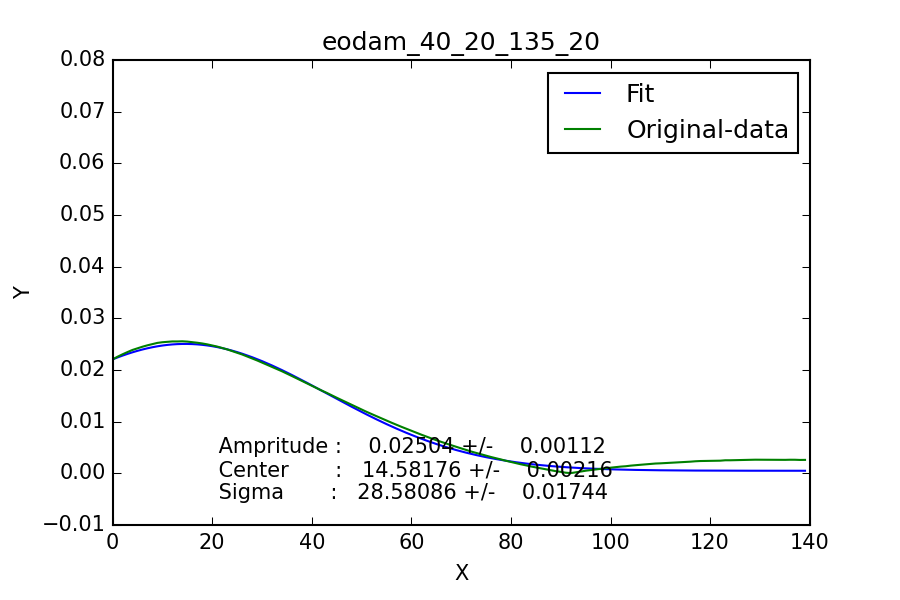 eodam_40_20_135_20
0.08
0.07
0.06
0.05
0.04
0.03
0.02
0.01
0.00
−0.01
Y
Fit
Original-data
Ampritude : 0.02504 +/- 0.00112
Center : 14.58176 +/- 0.00216
Sigma : 28.58086 +/- 0.01744
0 20 40 60 80 100 120 140
X